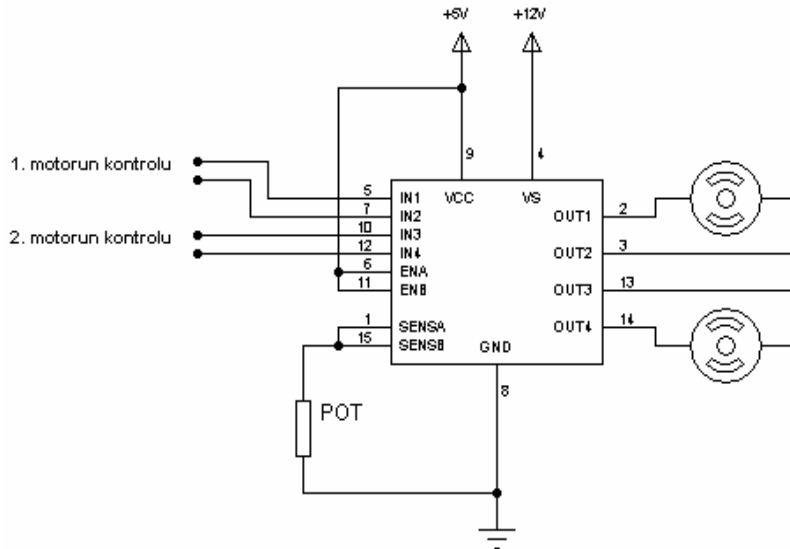 +5V
+12V
9
4
1. motorun kontrolu
5
IN1
VCC
VS
7
IN2
OUT1
2
2. motorun kontrolu
10
IN3
12
IN4
OUT2
3
6
ENA
11
ENB
OUT3
13
1
SENSA
OUT4
14
15
SENSB
GND
8
POT